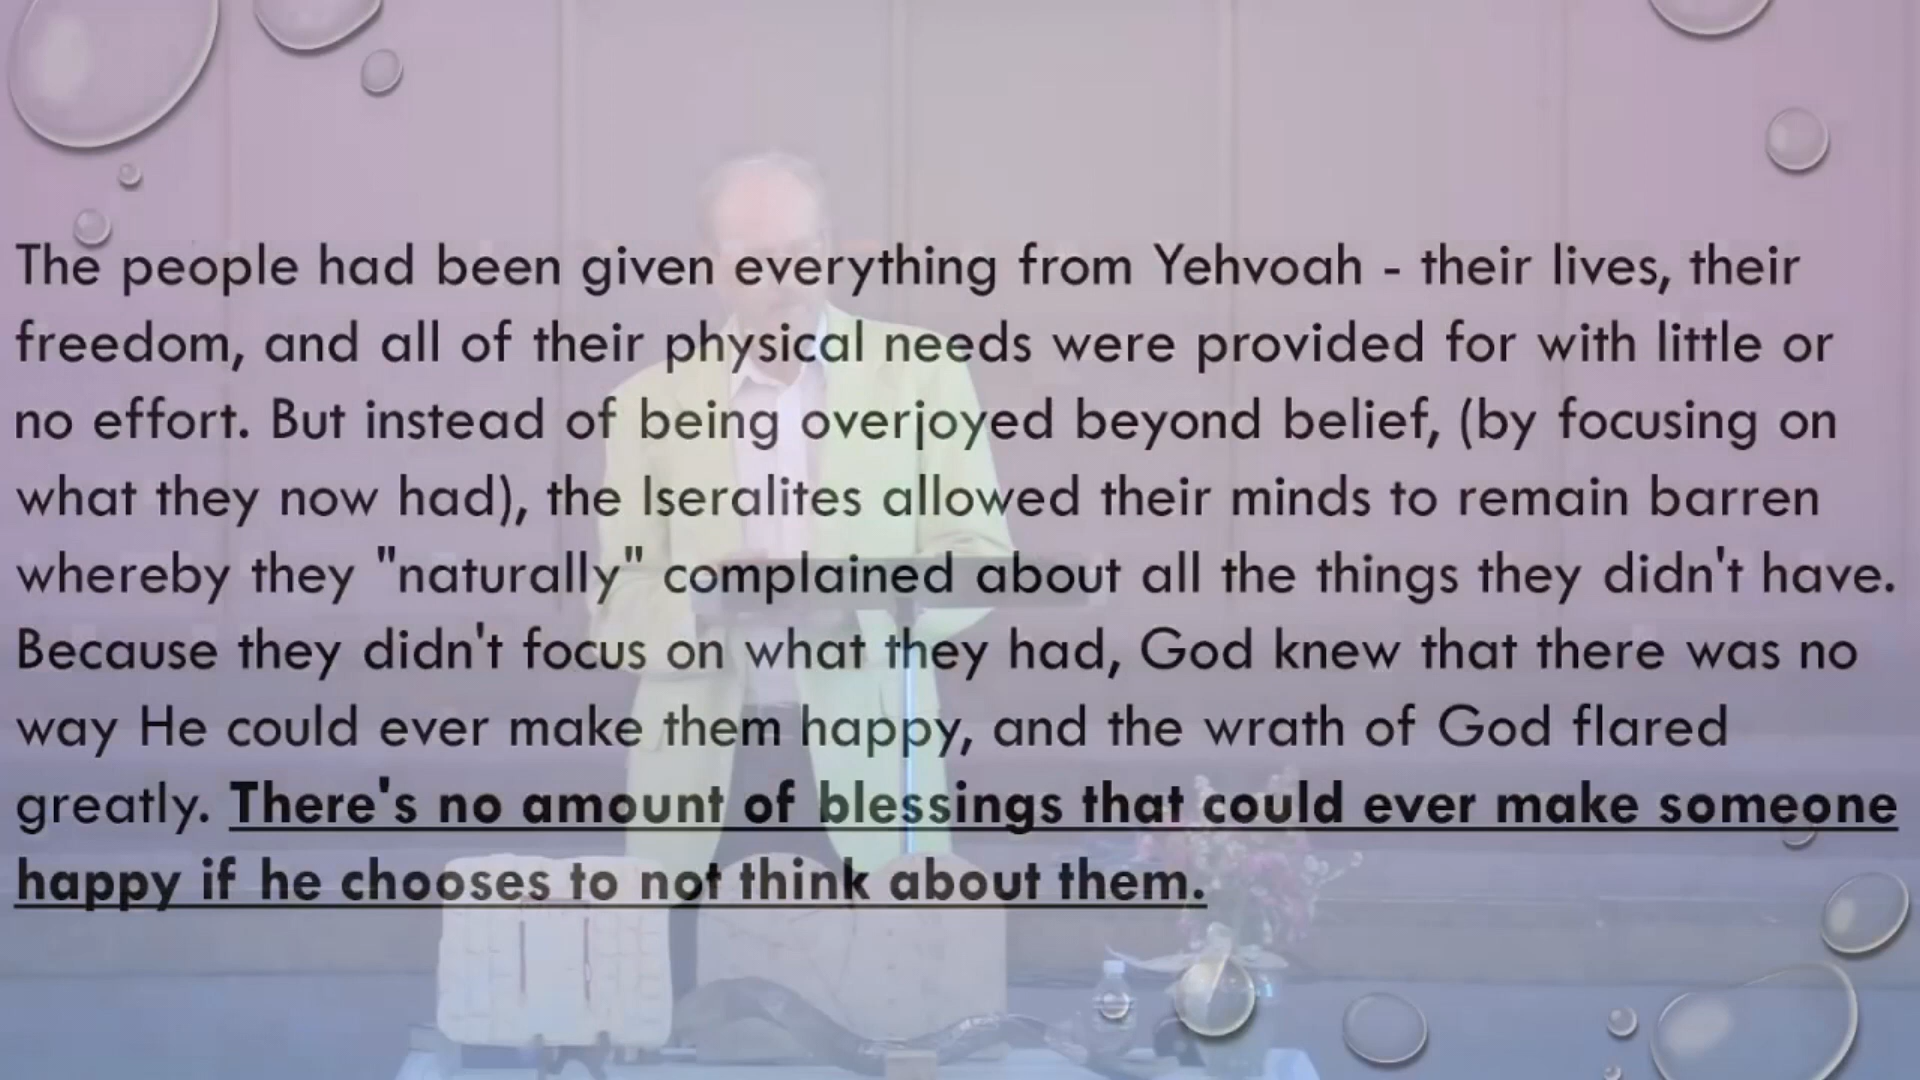 The people had been given everything from Yehvoah - their lives, their
freedom, and all of their physical needs were provided for with little or
no effort. But instead of being overjoyed beyond belief, (by focusing on
what they now had), the Iseralites allowed their minds to remain barren
whereby they "naturally" complained about all the things they didn't have.
Because they didn't focus on what they had, God knew that there was no
way He could ever make them happy, and the wrath of God flared
greatly. There's no amount of blessings that could ever make someone
happy if he chooses to not think about them.